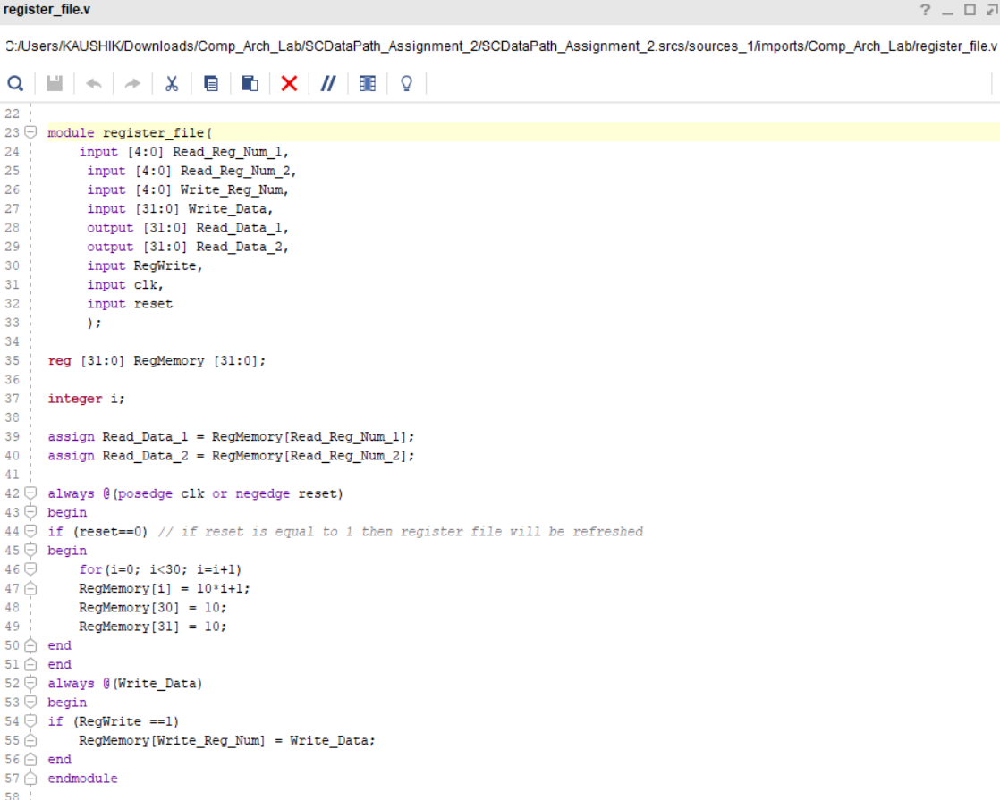 register_file.v
? _
C:/Users/KAUSHIK/Downloads/Comp_Arch_Lab/SCDataPath_Assignment_2/SCDataPath_Assignment_2.srcs/sources_1/imports/Comp_Arch_Lab/register_file.v
22
23 module register_file(
24     input [4:0] Read_Reg_Num_1,
25      input [4:0] Read_Reg_Num_2,
26      input [4:0] Write_Reg_Num,
27      input [31:0] Write_Data,
28      output [31:0] Read_Data_1,
29      output [31:0] Read_Data_2,
30      input RegWrite,
31      input clk,
32      input reset
33      );
34
35 reg [31:0] RegMemory [31:0];
36
37 integer i;
38
39 assign Read_Data_1 = RegMemory[Read_Reg_Num_1];
40 assign Read_Data_2 = RegMemory[Read_Reg_Num_2];
41
42 always @(posedge clk or negedge reset)
43 begin
44 if (reset==0) // if reset is equal to 1 then register file will be refreshed
45 begin
46     for(i=0; i<30; i=i+1)
47     RegMemory[i] = 10*i+1;
48     RegMemory[30] = 10;
49     RegMemory[31] = 10;
50 end
51 end
52 always @(Write_Data)
53 begin
54 if (RegWrite ==1)
55     RegMemory[Write_Reg_Num] = Write_Data;
56 end
57 endmodule
58